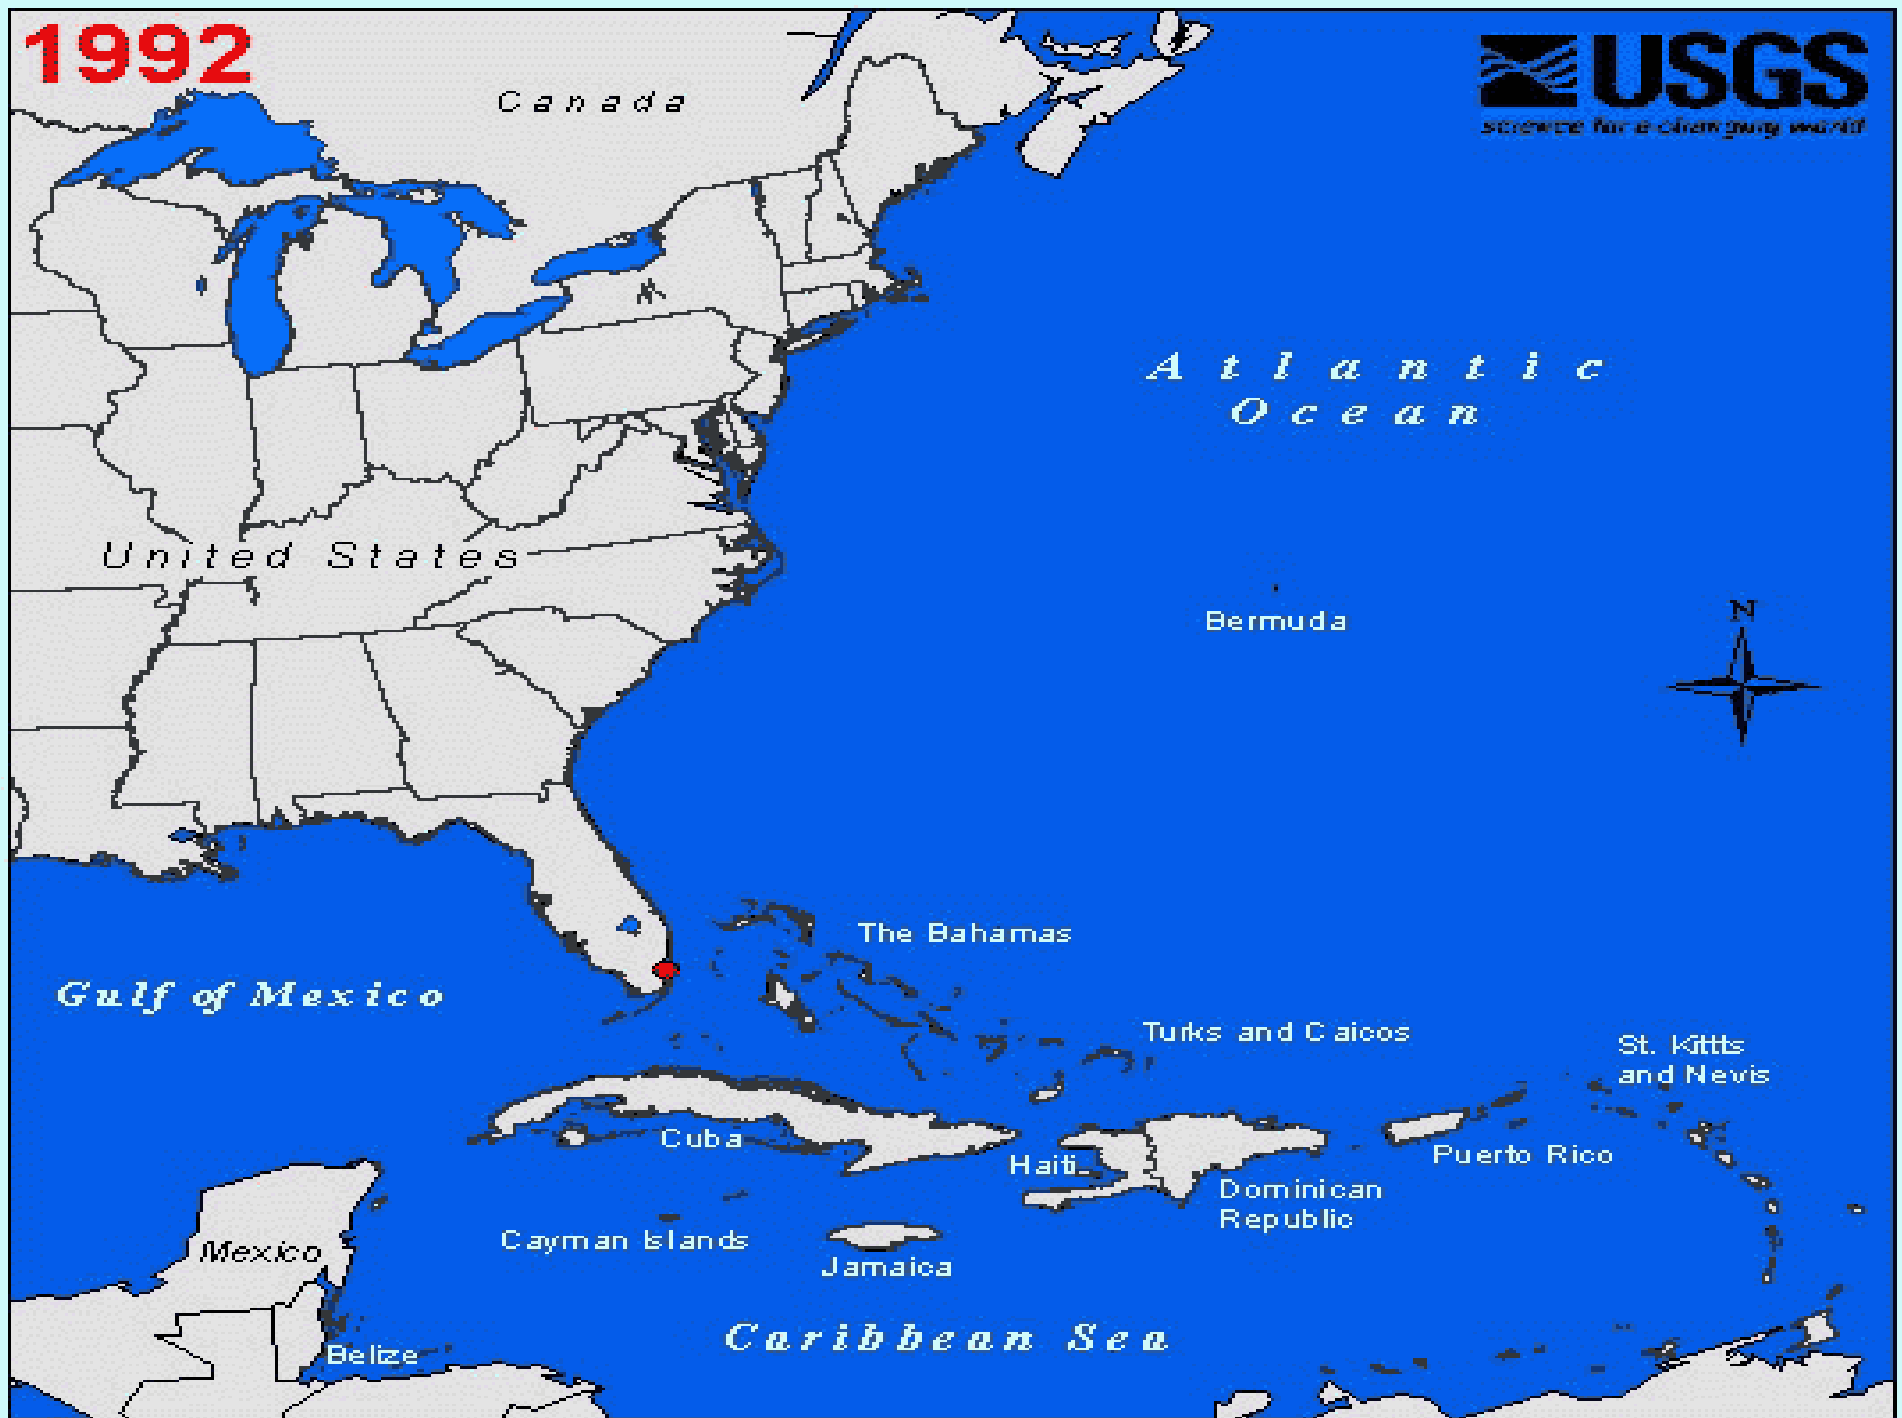 1992
USGS
science for a changing world
Canada
Atlantic
Ocean
United States
Bermuda
N
The Bahamas
Gulf of Mexico
Turks and Caicos
St. Kittts
and Nevis
Cuba
Haiti
Puerto Rico
Dominican
Republic
Cayman Islands
Mexico
Jamaica
Caribbean Sea
Belize